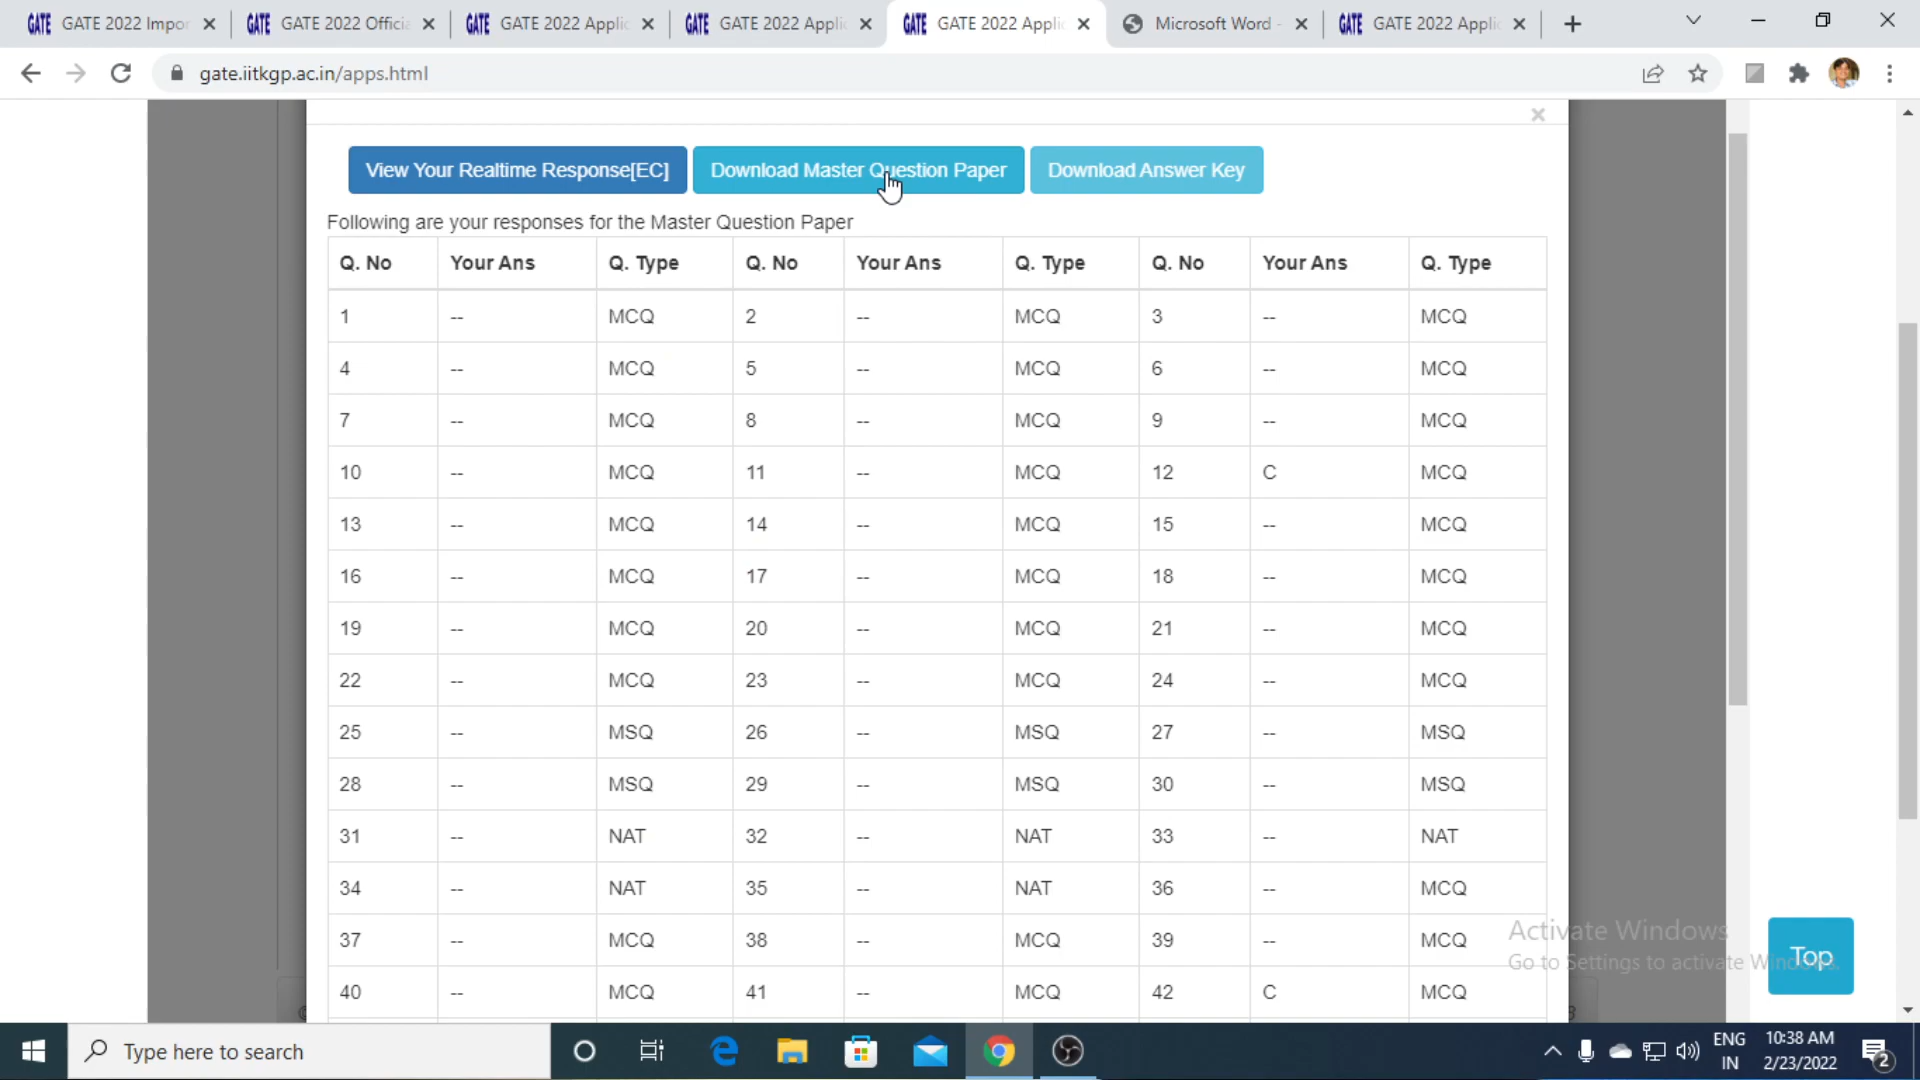 GATE 2022 Impor
GATE 2022 Officia
GATE 2022 Applic
GATE 2022 Applic
GATE 2022 Applic
Microsoft Word -
GATE 2022 Applic
gate.iitkgp.ac.in/apps.html
View Your Realtime Response[EC] Download Master Question Paper Download Answer Key
Following are your responses for the Master Question Paper
Q. No Your Ans Q. Type Q. No Your Ans Q. Type Q. No Your Ans Q. Type
1 -- MCQ 2 -- MCQ 3 -- MCQ
4 -- MCQ 5 -- MCQ 6 -- MCQ
7 -- MCQ 8 -- MCQ 9 -- MCQ
10 -- MCQ 11 -- MCQ 12 C MCQ
13 -- MCQ 14 -- MCQ 15 -- MCQ
16 -- MCQ 17 -- MCQ 18 -- MCQ
19 -- MCQ 20 -- MCQ 21 -- MCQ
22 -- MCQ 23 -- MCQ 24 -- MCQ
25 -- MSQ 26 -- MSQ 27 -- MSQ
28 -- MSQ 29 -- MSQ 30 -- MSQ
31 -- NAT 32 -- NAT 33 -- NAT
34 -- NAT 35 -- NAT 36 -- MCQ
37 -- MCQ 38 -- MCQ 39 -- MCQ
40 -- MCQ 41 -- MCQ 42 C MCQ
Activate Windows
Go to Settings to activate Windows.
Top
Type here to search
ENG
IN
10:38 AM
2/23/2022
2